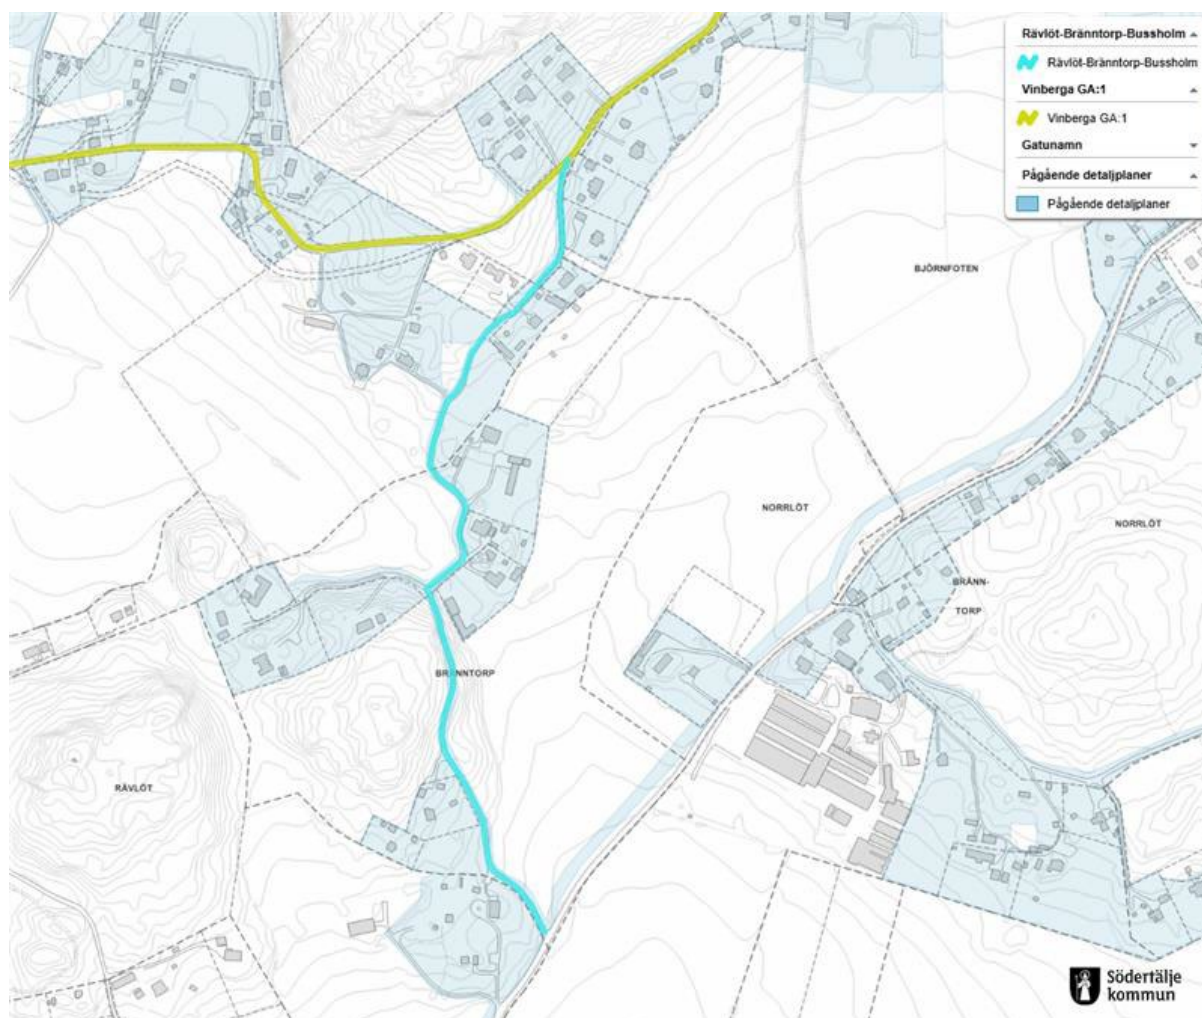 Rävlöt-Bränntorp-Bussholm
Rävlöt-Bränntorp-Bussholm
Vinberga GA:1
Vinberga GA:1
Gatunamn
Pågående detaljplaner
Pågående detaljplaner
BJÖRNFOTEN
NORRLÖT
NORRLÖT
BRÄNN-
TORP
BRÄNNTORP
RÄVLÖT
Södertälje
kommun